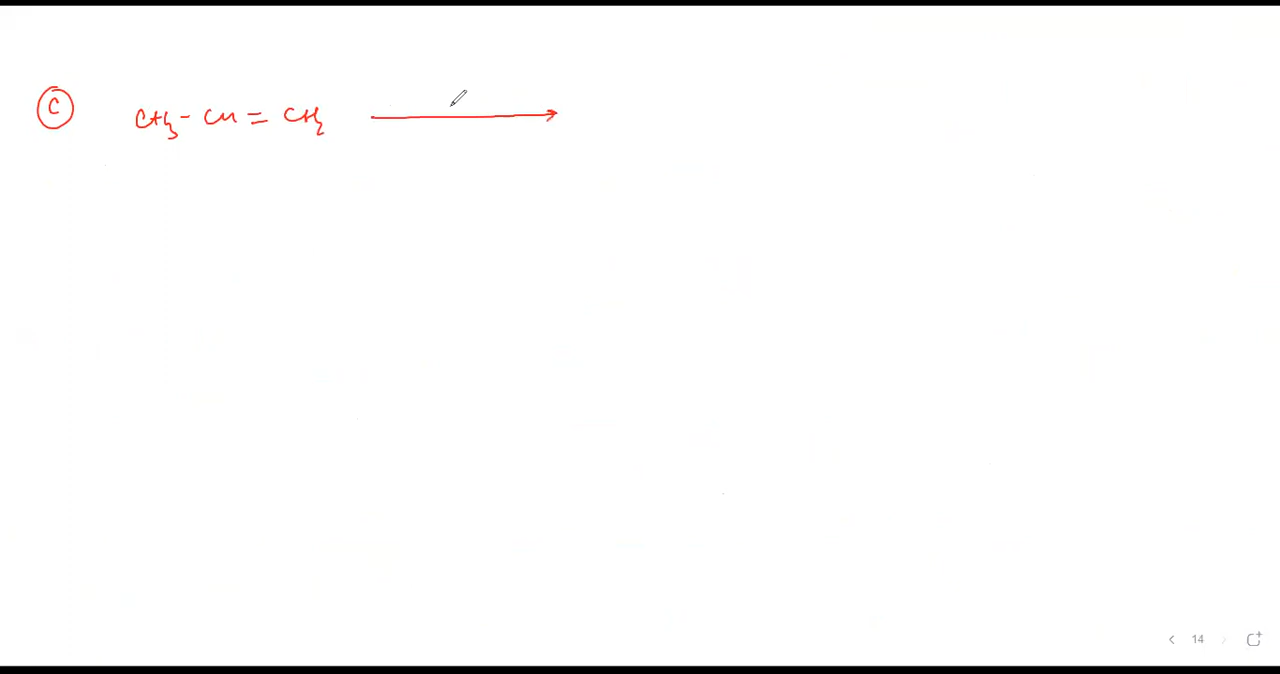 C CH₃ - CH = CH₂ →
< 14 >